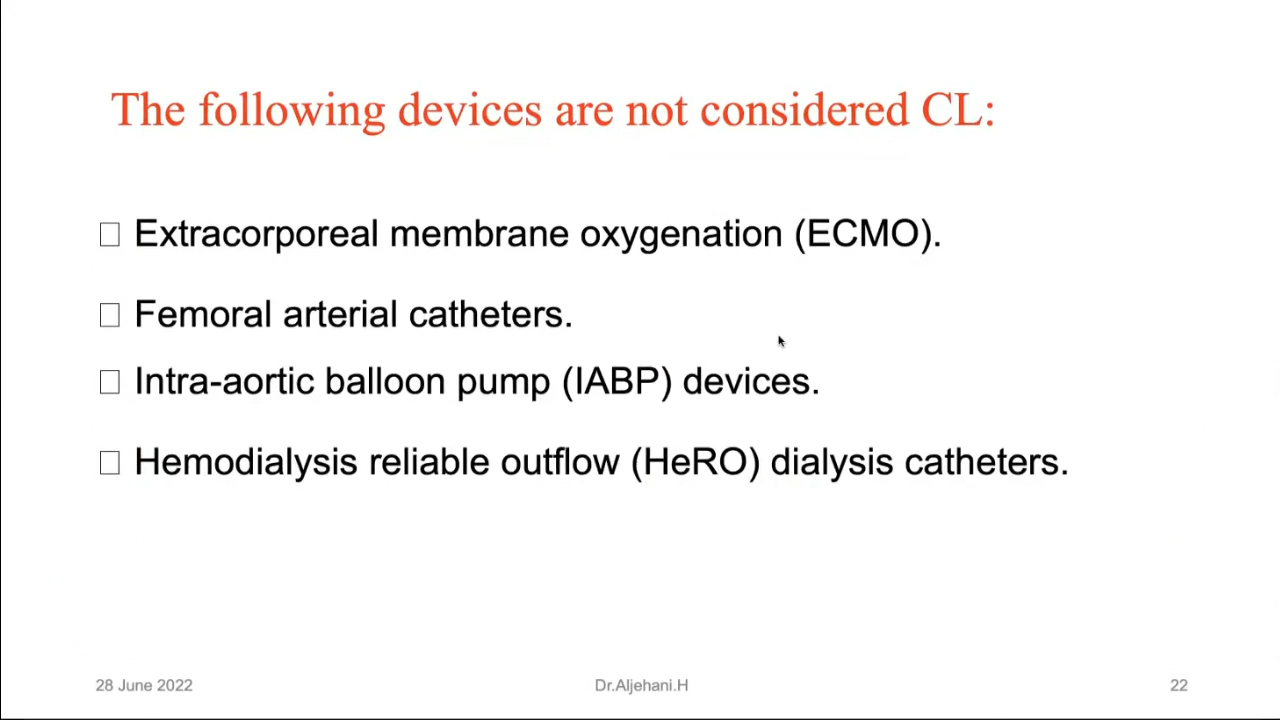 The following devices are not considered CL:
Extracorporeal membrane oxygenation (ECMO).
Femoral arterial catheters.
Intra-aortic balloon pump (IABP) devices.
Hemodialysis reliable outflow (HeRO) dialysis catheters.
28 June 2022
Dr.Aljehani.H
22